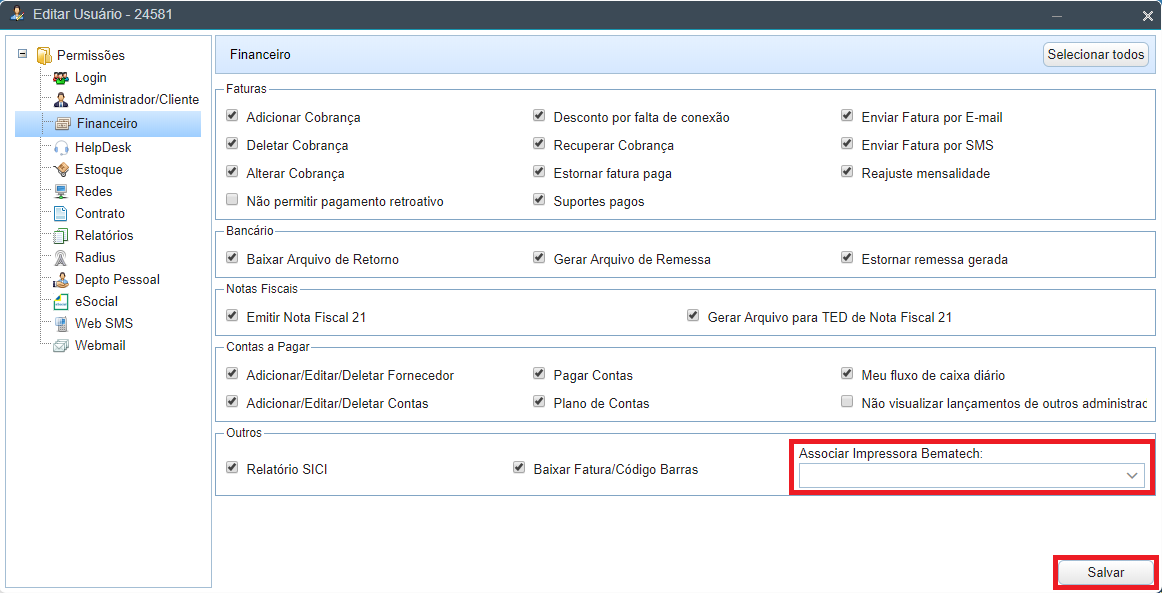 Editar Usuário - 24581
Permissões
Login
Administrador/Cliente
Financeiro
HelpDesk
Estoque
Redes
Contrato
Relatórios
Radius
Depto Pessoal
eSocial
Web SMS
Webmail
Financeiro
Selecionar todos
Faturas
Adicionar Cobrança
Desconto por falta de conexão
Enviar Fatura por E-mail
Deletar Cobrança
Recuperar Cobrança
Enviar Fatura por SMS
Alterar Cobrança
Estornar fatura paga
Reajuste mensalidade
Não permitir pagamento retroativo
Suportes pagos
Bancário
Baixar Arquivo de Retorno
Gerar Arquivo de Remessa
Estornar remessa gerada
Notas Fiscais
Emitir Nota Fiscal 21
Gerar Arquivo para TED de Nota Fiscal 21
Contas a Pagar
Adicionar/Editar/Deletar Fornecedor
Pagar Contas
Meu fluxo de caixa diário
Adicionar/Editar/Deletar Contas
Plano de Contas
Não visualizar lançamentos de outros administrac
Outros
Relatório SICI
Baixar Fatura/Código Barras
Associar Impressora Bematech:
Salvar